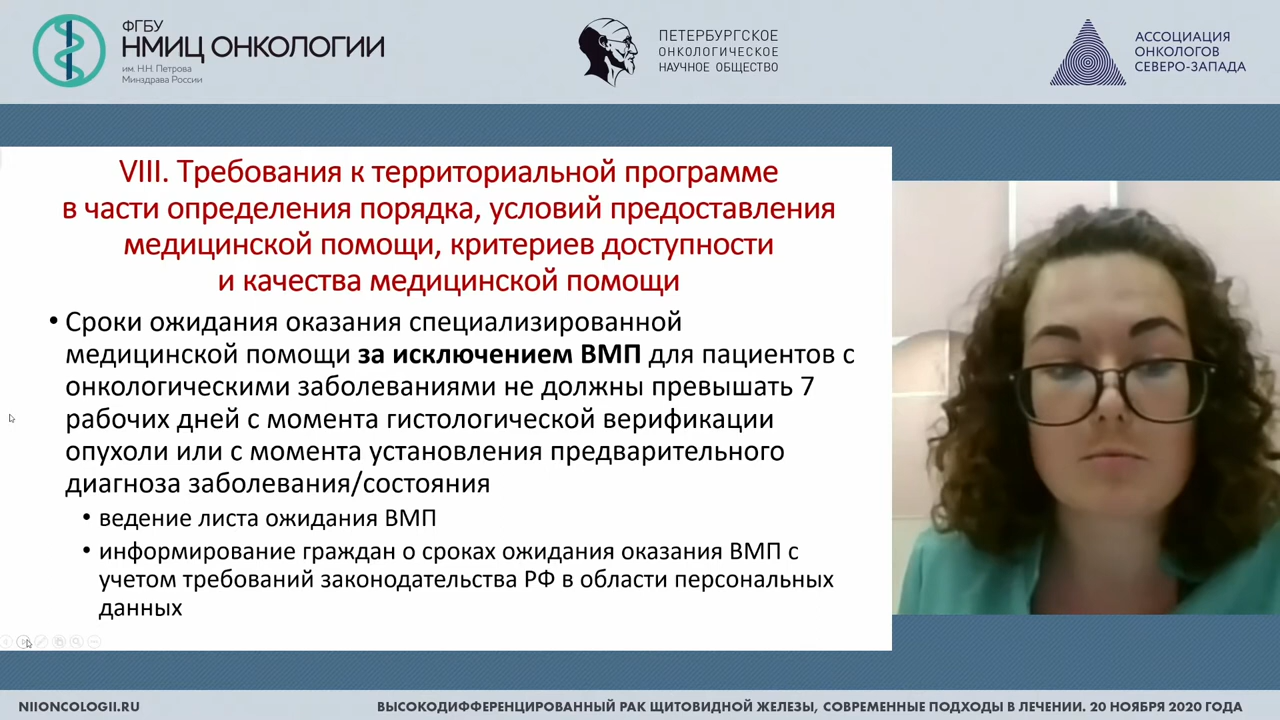 ФГБУ
НМИЦ ОНКОЛОГИИ
им. Н.Н. Петрова
Минздрава России
ПЕТЕРБУРГСКОЕ
ОНКОЛОГИЧЕСКОЕ
НАУЧНОЕ ОБЩЕСТВО
АССОЦИАЦИЯ
ОНКОЛОГОВ
СЕВЕРО-ЗАПАДА
VIII. Требования к территориальной программе
в части определения порядка, условий предоставления
медицинской помощи, критериев доступности
и качества медицинской помощи
• Сроки ожидания оказания специализированной
медицинской помощи за исключением ВМП для пациентов с
онкологическими заболеваниями не должны превышать 7
рабочих дней с момента гистологической верификации
опухоли или с момента установления предварительного
диагноза заболевания/состояния
• ведение листа ожидания ВМП
• информирование граждан о сроках ожидания оказания ВМП с
учетом требований законодательства РФ в области персональных
данных
NIIONCOLOGII.RU
ВЫСОКОДИФФЕРЕНЦИРОВАННЫЙ РАК ЩИТОВИДНОЙ ЖЕЛЕЗЫ, СОВРЕМЕННЫЕ ПОДХОДЫ В ЛЕЧЕНИИ. 20 НОЯБРЯ 2020 ГОДА